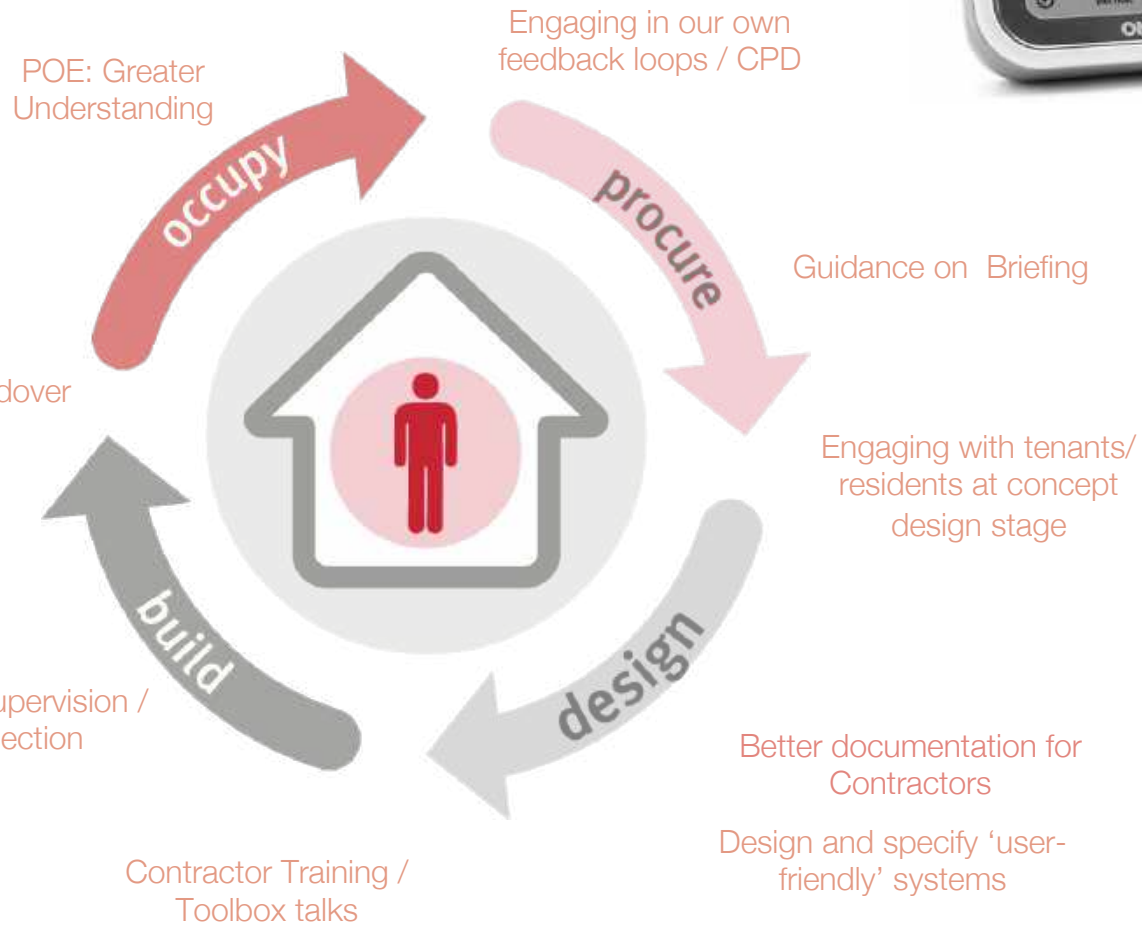 Engaging in our own
feedback loops / CPD
POE: Greater
Understanding
occupy
procure
Guidance on Briefing
dover
Engaging with tenants/
residents at concept
design stage
build
design
upervision /
ection
Better documentation for
Contractors
Design and specify ‘user-
friendly’ systems
Contractor Training /
Toolbox talks